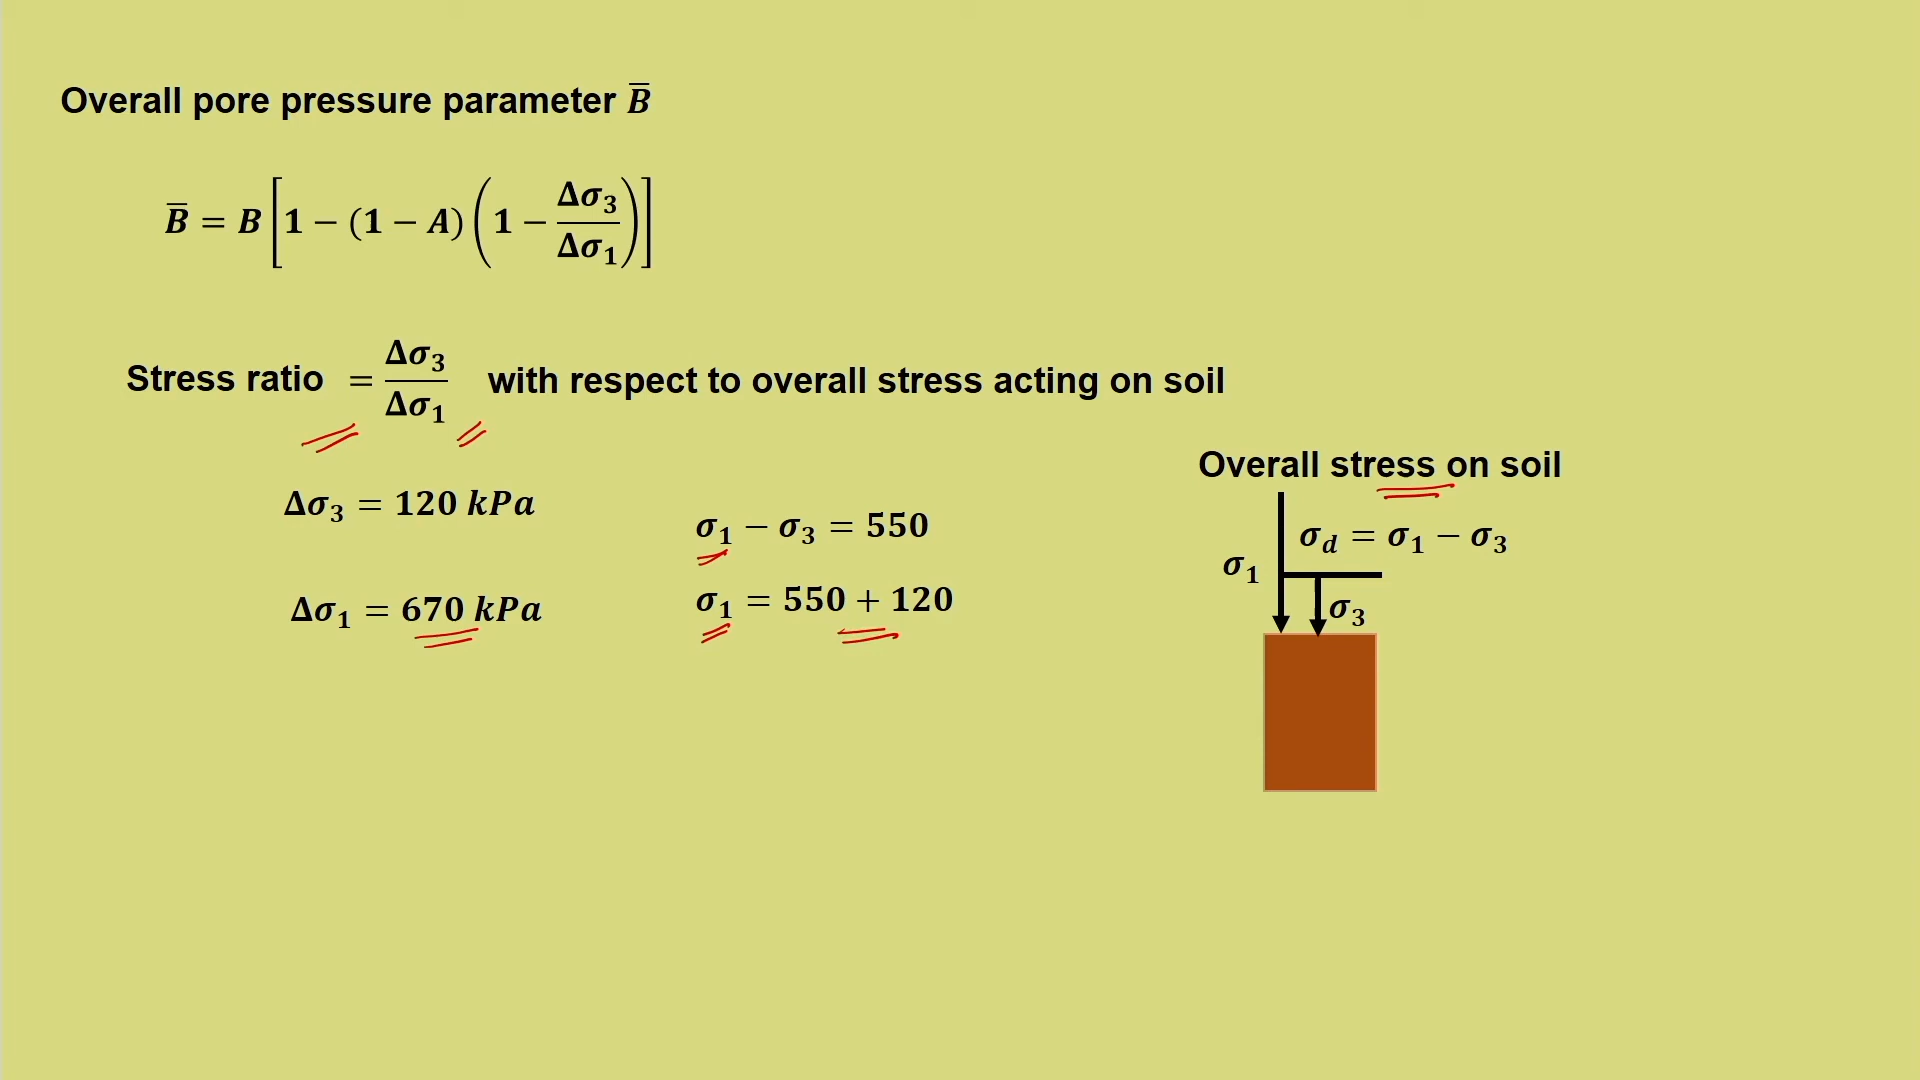 Overall pore pressure parameter B̅
B̅ = B [1 − (1 − A) (1 − Δσ₃/Δσ₁)]
Stress ratio = Δσ₃/Δσ₁ with respect to overall stress acting on soil
Δσ₃ = 120 kPa
Δσ₁ = 670 kPa
σ₁ − σ₃ = 550
σ₁ = 550 + 120
Overall stress on soil
σ_d = σ₁ − σ₃
σ₁
σ₃